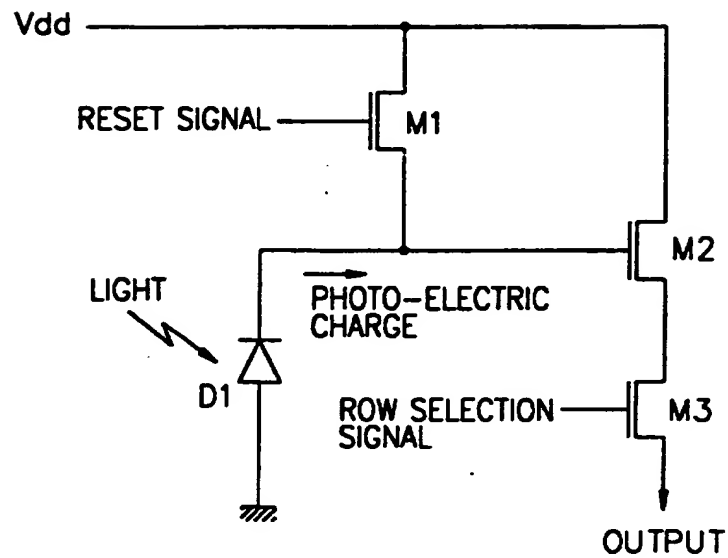 Vdd
RESET SIGNAL
M1
M2
LIGHT
PHOTO-ELECTRIC
CHARGE
D1
ROW SELECTION
SIGNAL
M3
OUTPUT